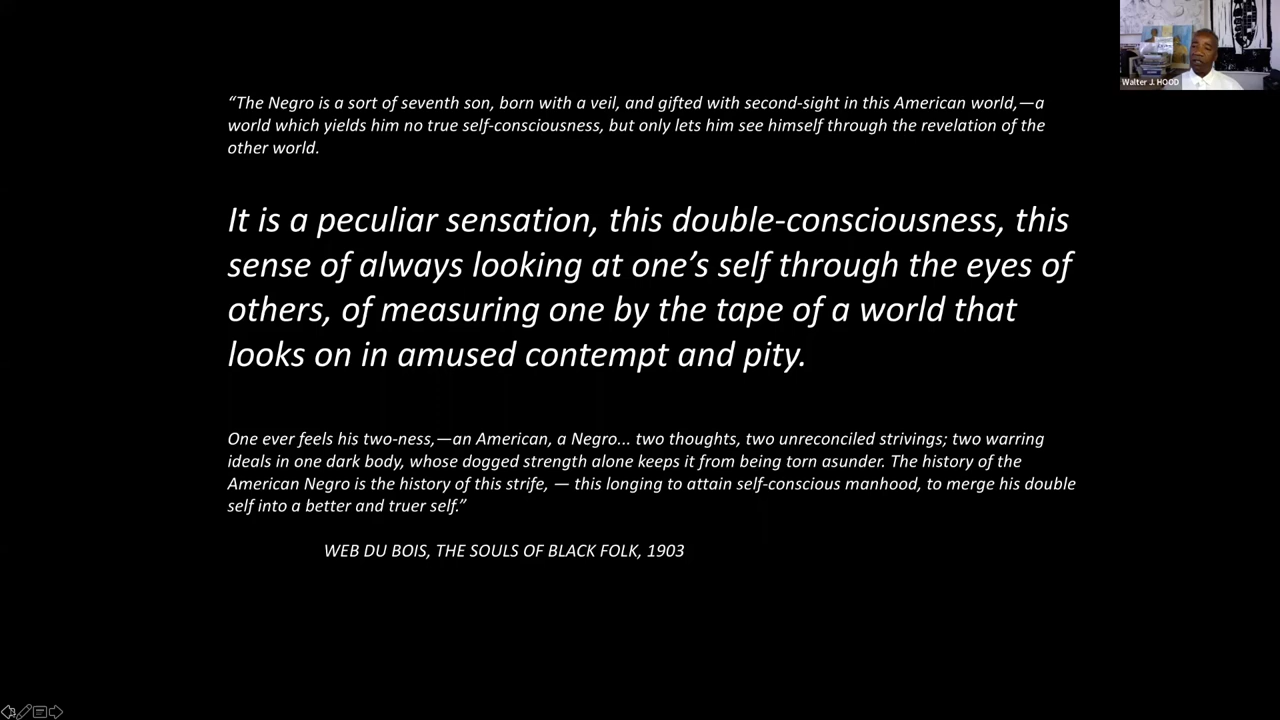 Walter J. HOOD
“The Negro is a sort of seventh son, born with a veil, and gifted with second-sight in this American world,—a
world which yields him no true self-consciousness, but only lets him see himself through the revelation of the
other world.
It is a peculiar sensation, this double-consciousness, this
sense of always looking at one’s self through the eyes of
others, of measuring one by the tape of a world that
looks on in amused contempt and pity.
One ever feels his two-ness,—an American, a Negro... two thoughts, two unreconciled strivings; two warring
ideals in one dark body, whose dogged strength alone keeps it from being torn asunder. The history of the
American Negro is the history of this strife, — this longing to attain self-conscious manhood, to merge his double
self into a better and truer self.”
WEB DU BOIS, THE SOULS OF BLACK FOLK, 1903